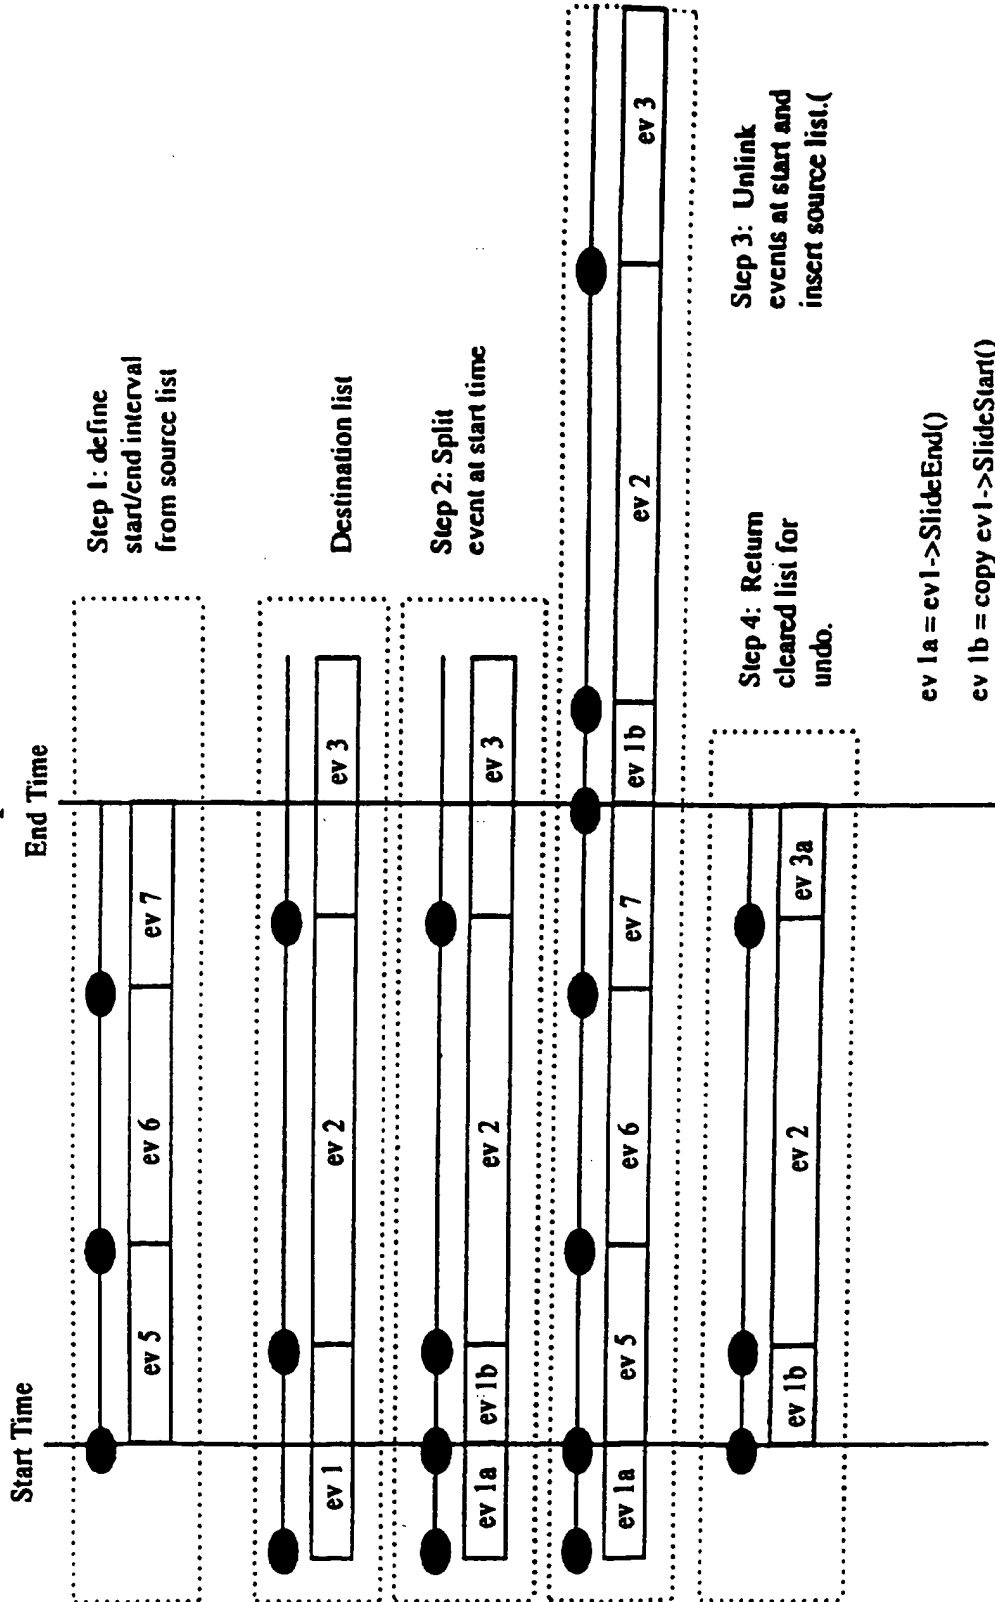 Start Time
End Time
ev 5
ev 6
ev 7
Step 1: define
start/end interval
from source list
ev 1
ev 2
ev 3
Destination list
ev 1a
ev 1b
ev 2
ev 3
Step 2: Split
event at start time
ev 1a
ev 5
ev 6
ev 7
ev 1b
ev 2
ev 3
Step 3: Unlink
events at start and
insert source list.(
ev 1b
ev 2
ev 3a
Step 4: Return
cleared list for
undo.
ev 1a = ev1->SlideEnd()
ev 1b = copy ev1->SlideStart()